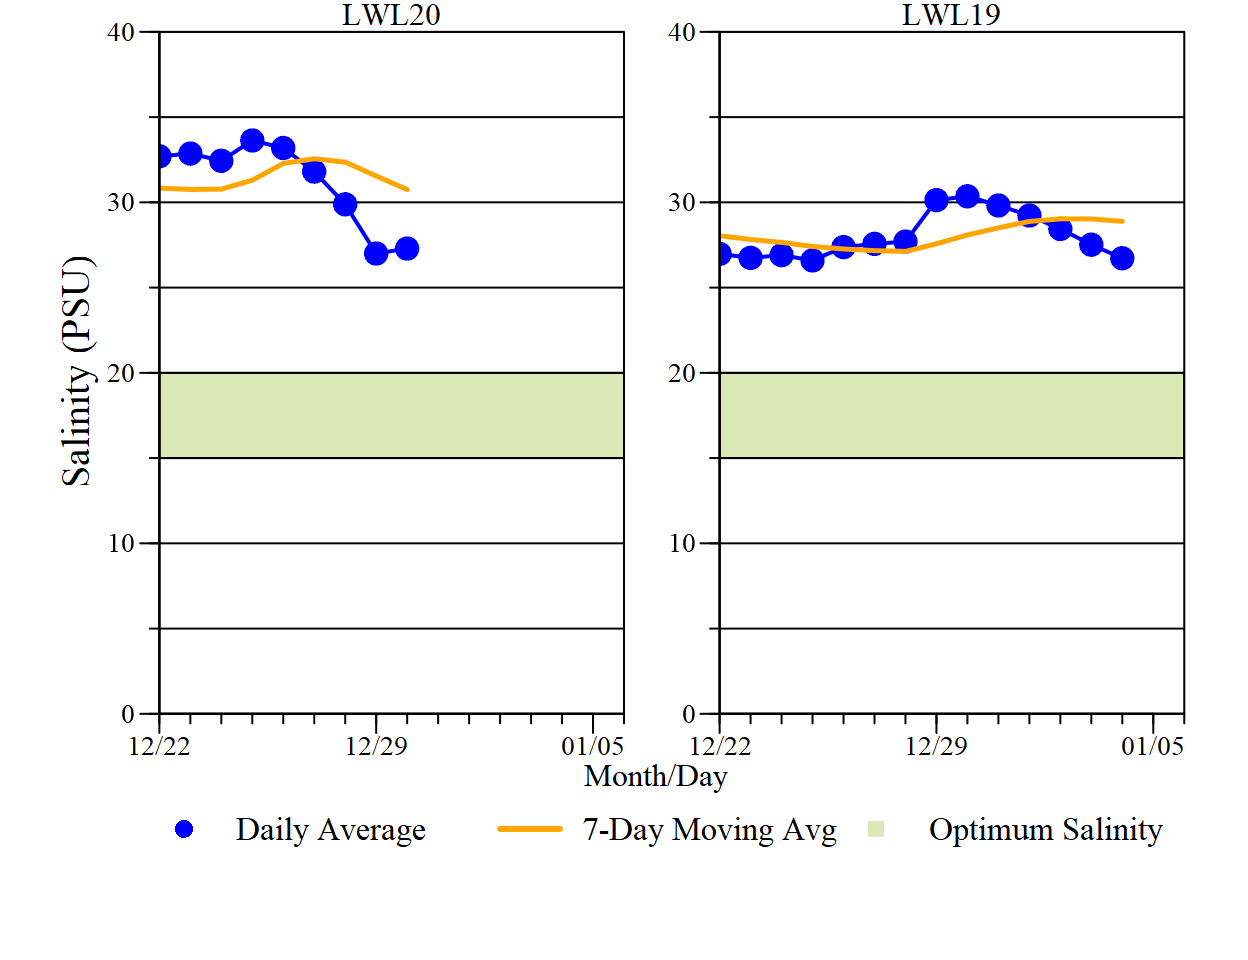 LWL20
LWL19
40
40
30
30
20
20
10
10
0
0
Salinity (PSU)
12/22
12/29
01/05
12/22
12/29
01/05
Month/Day
Daily Average
7-Day Moving Avg
Optimum Salinity